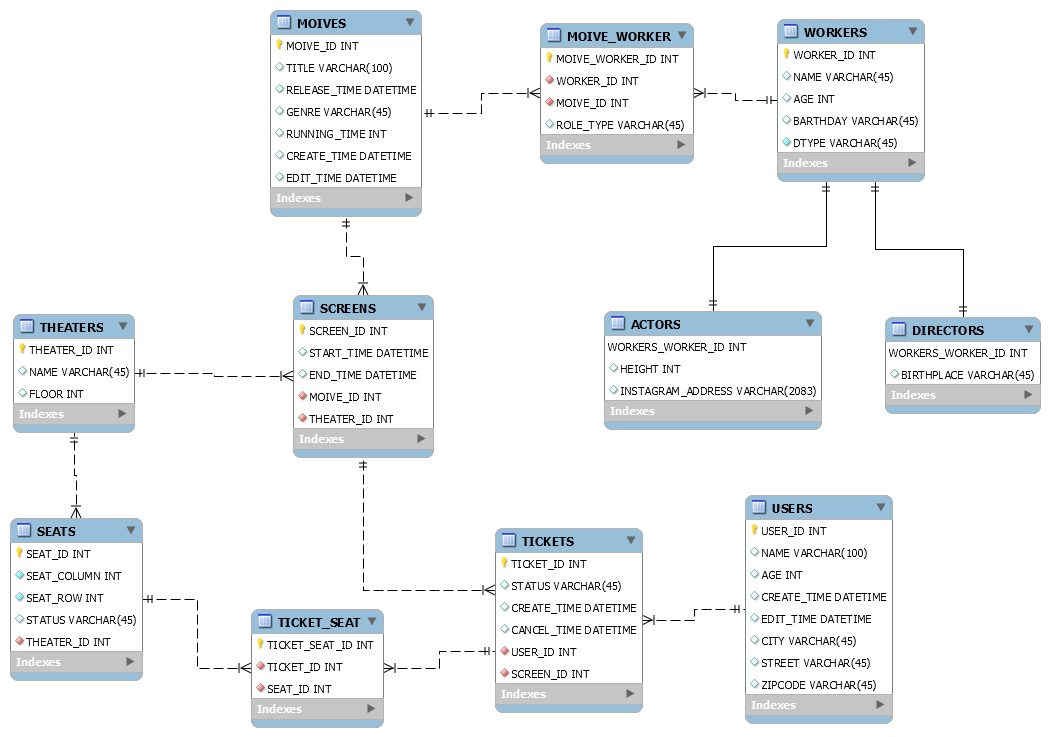 MOIVES
MOIVE_ID INT
TITLE VARCHAR(100)
RELEASE_TIME DATETIME
GENRE VARCHAR(45)
RUNNING_TIME INT
CREATE_TIME DATETIME
EDIT_TIME DATETIME
Indexes
MOIVE_WORKER
MOIVE_WORKER_ID INT
WORKER_ID INT
MOIVE_ID INT
ROLE_TYPE VARCHAR(45)
Indexes
WORKERS
WORKER_ID INT
NAME VARCHAR(45)
AGE INT
BARTHDAY VARCHAR(45)
DTYPE VARCHAR(45)
Indexes
THEATERS
THEATER_ID INT
NAME VARCHAR(45)
FLOOR INT
Indexes
SCREENS
SCREEN_ID INT
START_TIME DATETIME
END_TIME DATETIME
MOIVE_ID INT
THEATER_ID INT
Indexes
ACTORS
WORKERS_WORKER_ID INT
HEIGHT INT
INSTAGRAM_ADDRESS VARCHAR(2083)
Indexes
DIRECTORS
WORKERS_WORKER_ID INT
BIRTHPLACE VARCHAR(45)
Indexes
SEATS
SEAT_ID INT
SEAT_COLUMN INT
SEAT_ROW INT
STATUS VARCHAR(45)
THEATER_ID INT
Indexes
TICKET_SEAT
TICKET_SEAT_ID INT
TICKET_ID INT
SEAT_ID INT
Indexes
TICKETS
TICKET_ID INT
STATUS VARCHAR(45)
CREATE_TIME DATETIME
CANCEL_TIME DATETIME
USER_ID INT
SCREEN_ID INT
Indexes
USERS
USER_ID INT
NAME VARCHAR(100)
AGE INT
CREATE_TIME DATETIME
EDIT_TIME DATETIME
CITY VARCHAR(45)
STREET VARCHAR(45)
ZIPCODE VARCHAR(45)
Indexes